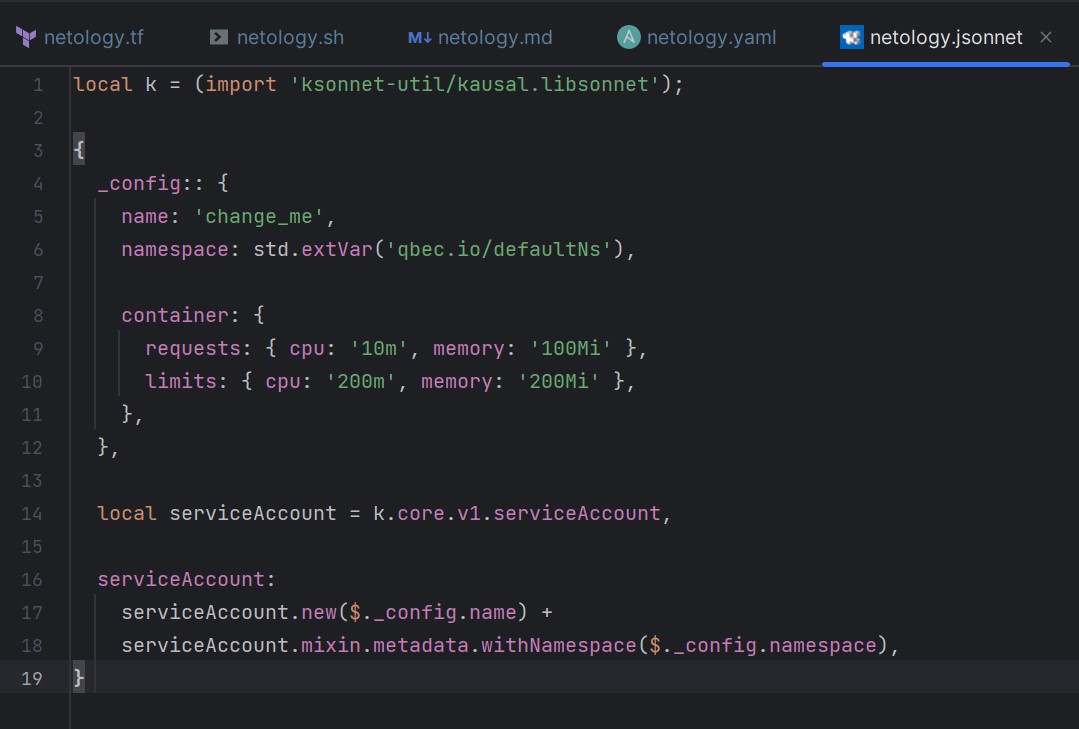 netology.tf netology.sh M↓ netology.md A netology.yaml netology.jsonnet ×
1 local k = (import 'ksonnet-util/kausal.libsonnet');
2
3 {
4   _config:: {
5     name: 'change_me',
6     namespace: std.extVar('qbec.io/defaultNs'),
7
8     container: {
9       requests: { cpu: '10m', memory: '100Mi' },
10       limits: { cpu: '200m', memory: '200Mi' },
11     },
12   },
13
14   local serviceAccount = k.core.v1.serviceAccount,
15
16   serviceAccount:
17     serviceAccount.new($._config.name) +
18     serviceAccount.mixin.metadata.withNamespace($._config.namespace),
19 }